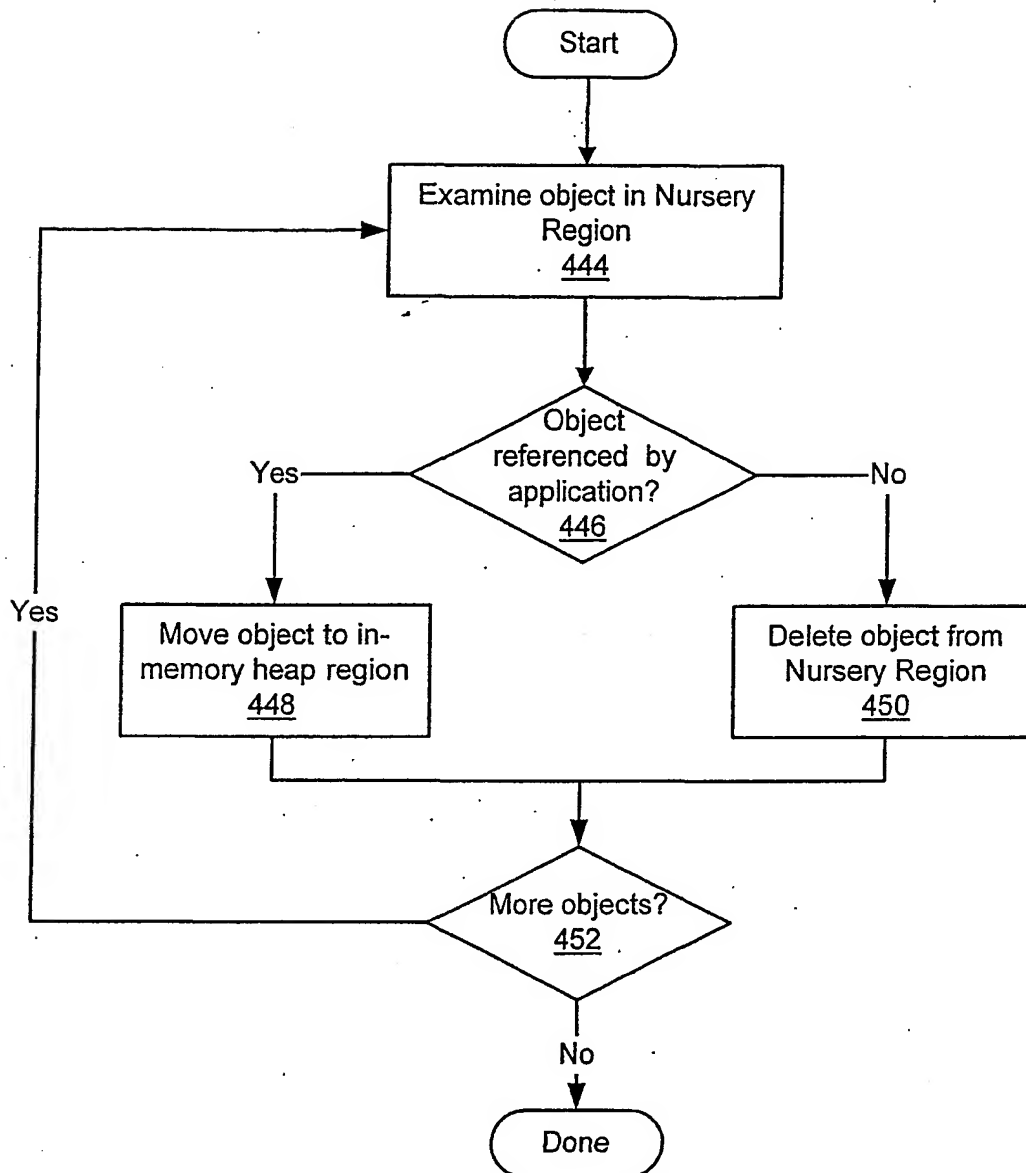 Start
Examine object in Nursery
Region
444
Object
referenced by
application?
446
Yes
No
Yes
Move object to in-
memory heap region
448
Delete object from
Nursery Region
450
More objects?
452
No
Done